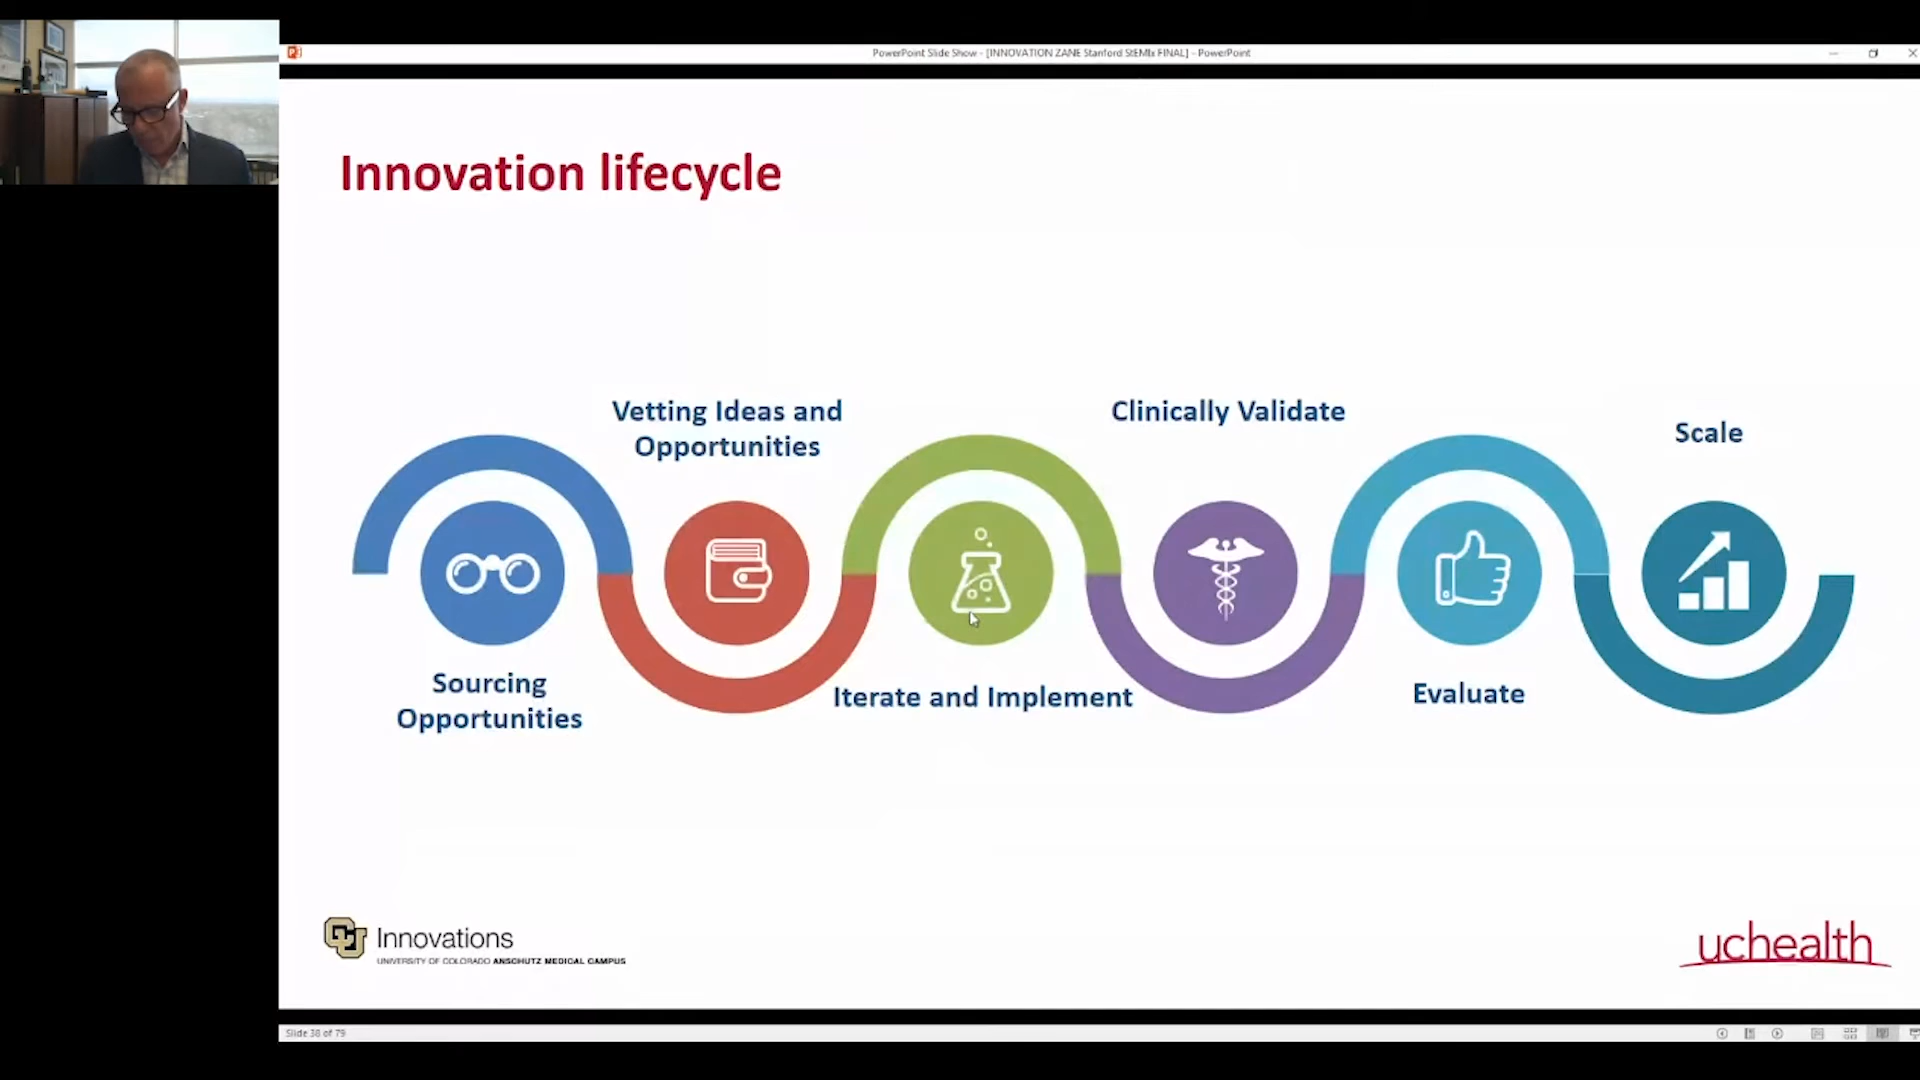 PowerPoint Slide Show - [INNOVATION ZANE Stanford StEMIx FINAL] - PowerPoint
Innovation lifecycle
Vetting Ideas and
Opportunities
Clinically Validate
Scale
Sourcing
Opportunities
Iterate and Implement
Evaluate
CU Innovations
UNIVERSITY OF COLORADO ANSCHUTZ MEDICAL CAMPUS
uchealth
Slide 38 of 79